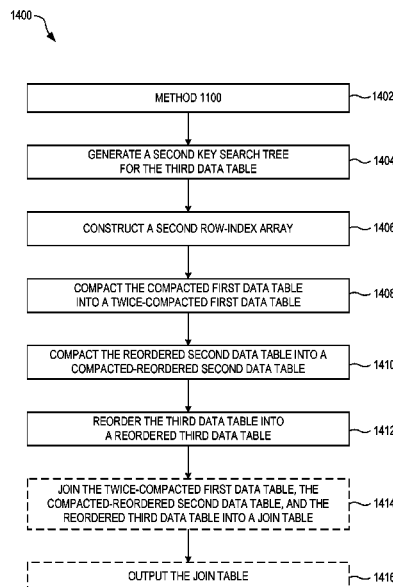 1400
METHOD 1100
1402
GENERATE A SECOND KEY SEARCH TREE
FOR THE THIRD DATA TABLE
1404
CONSTRUCT A SECOND ROW-INDEX ARRAY
1406
COMPACT THE COMPACTED FIRST DATA TABLE
INTO A TWICE-COMPACTED FIRST DATA TABLE
1408
COMPACT THE REORDERED SECOND DATA TABLE INTO A
COMPACTED-REORDERED SECOND DATA TABLE
1410
REORDER THE THIRD DATA TABLE INTO
A REORDERED THIRD DATA TABLE
1412
JOIN THE TWICE-COMPACTED FIRST DATA TABLE, THE
COMPACTED-REORDERED SECOND DATA TABLE, AND THE
REORDERED THIRD DATA TABLE INTO A JOIN TABLE
1414
OUTPUT THE JOIN TABLE
1416